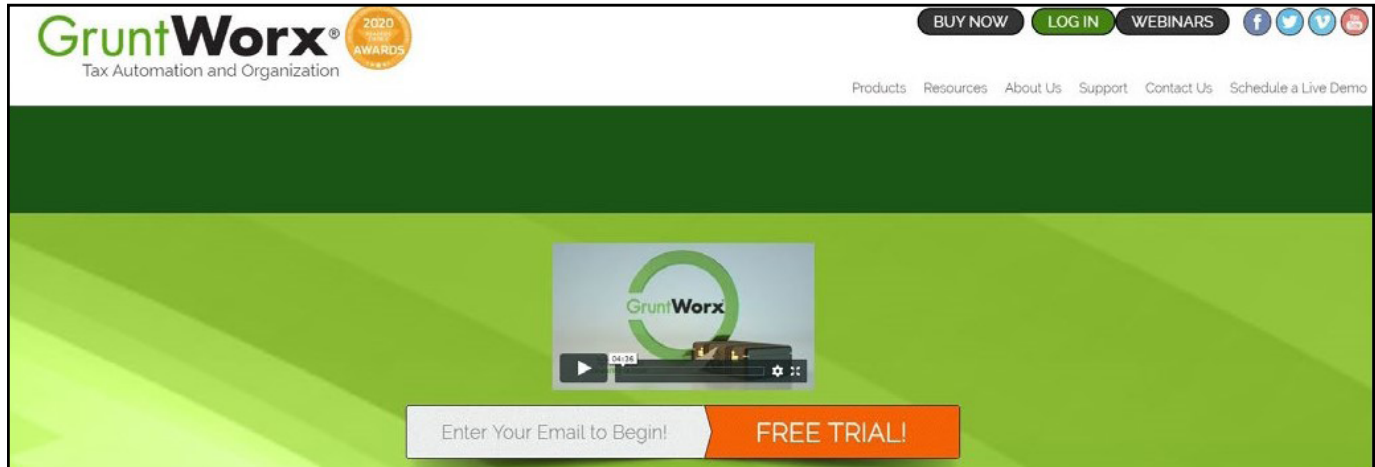 GruntWorx®
2020
AWARDS
Tax Automation and Organization
BUY NOW
LOG IN
WEBINARS
Products
Resources
About Us
Support
Contact Us
Schedule a Live Demo
GruntWorx
04:36
Enter Your Email to Begin!
FREE TRIAL!